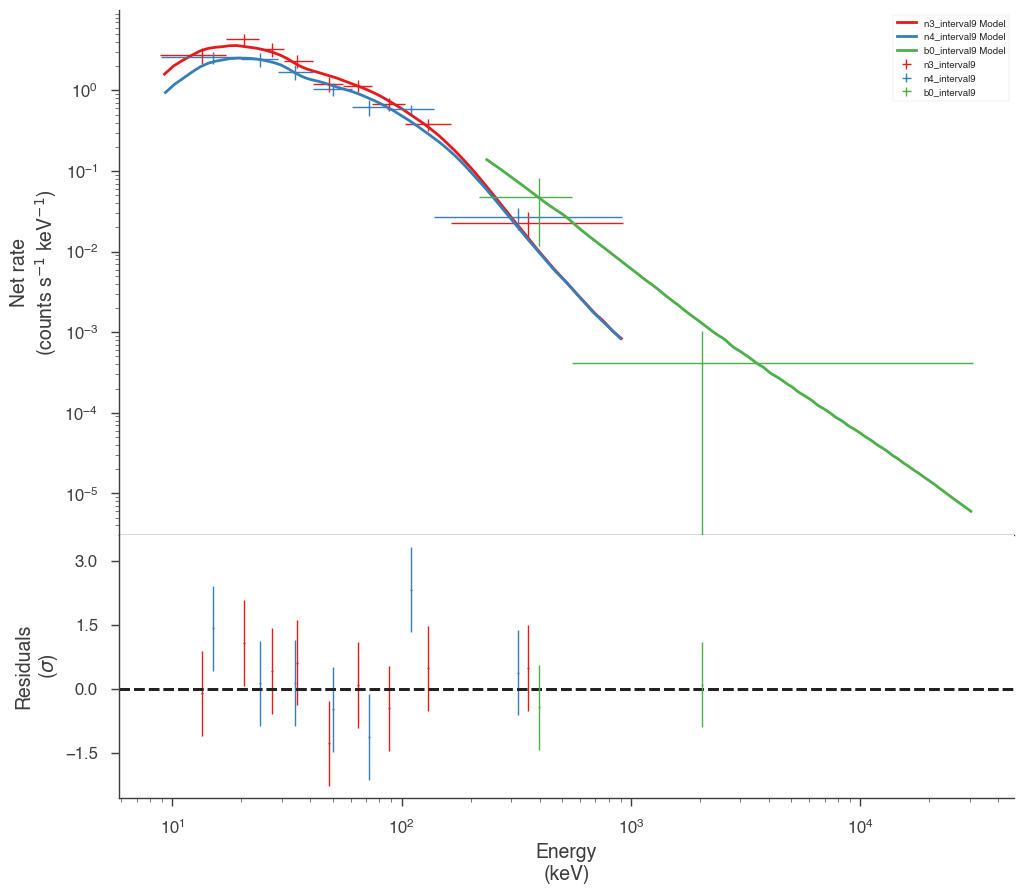 n3_interval9 Model
n4_interval9 Model
b0_interval9 Model
n3_interval9
n4_interval9
b0_interval9
10⁰
10⁻¹
10⁻²
10⁻³
10⁻⁴
10⁻⁵
Net rate
(counts s⁻¹ keV⁻¹)
3.0
1.5
0.0
−1.5
Residuals
(σ)
10¹ 10² 10³ 10⁴
Energy
(keV)